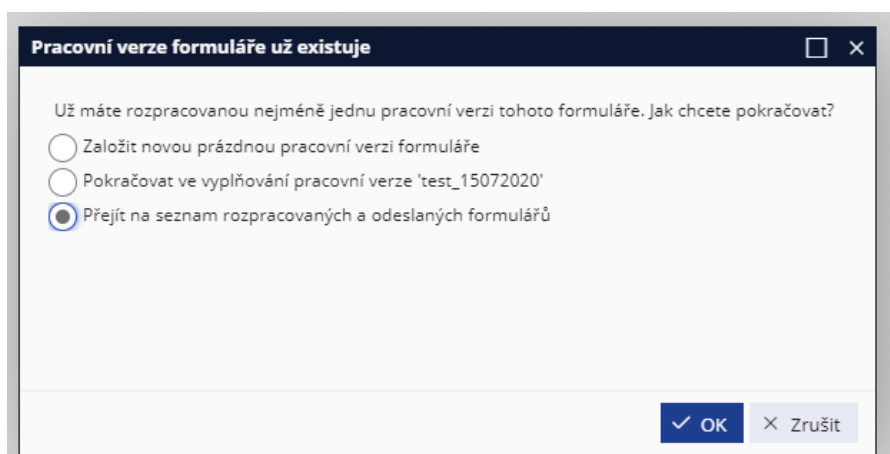 Pracovní verze formuláře už existuje
Už máte rozpracovanou nejméně jednu pracovní verzi tohoto formuláře. Jak chcete pokračovat?
Založit novou prázdnou pracovní verzi formuláře
Pokračovat ve vyplňování pracovní verze 'test_15072020'
Přejít na seznam rozpracovaných a odeslaných formulářů
OK
Zrušit